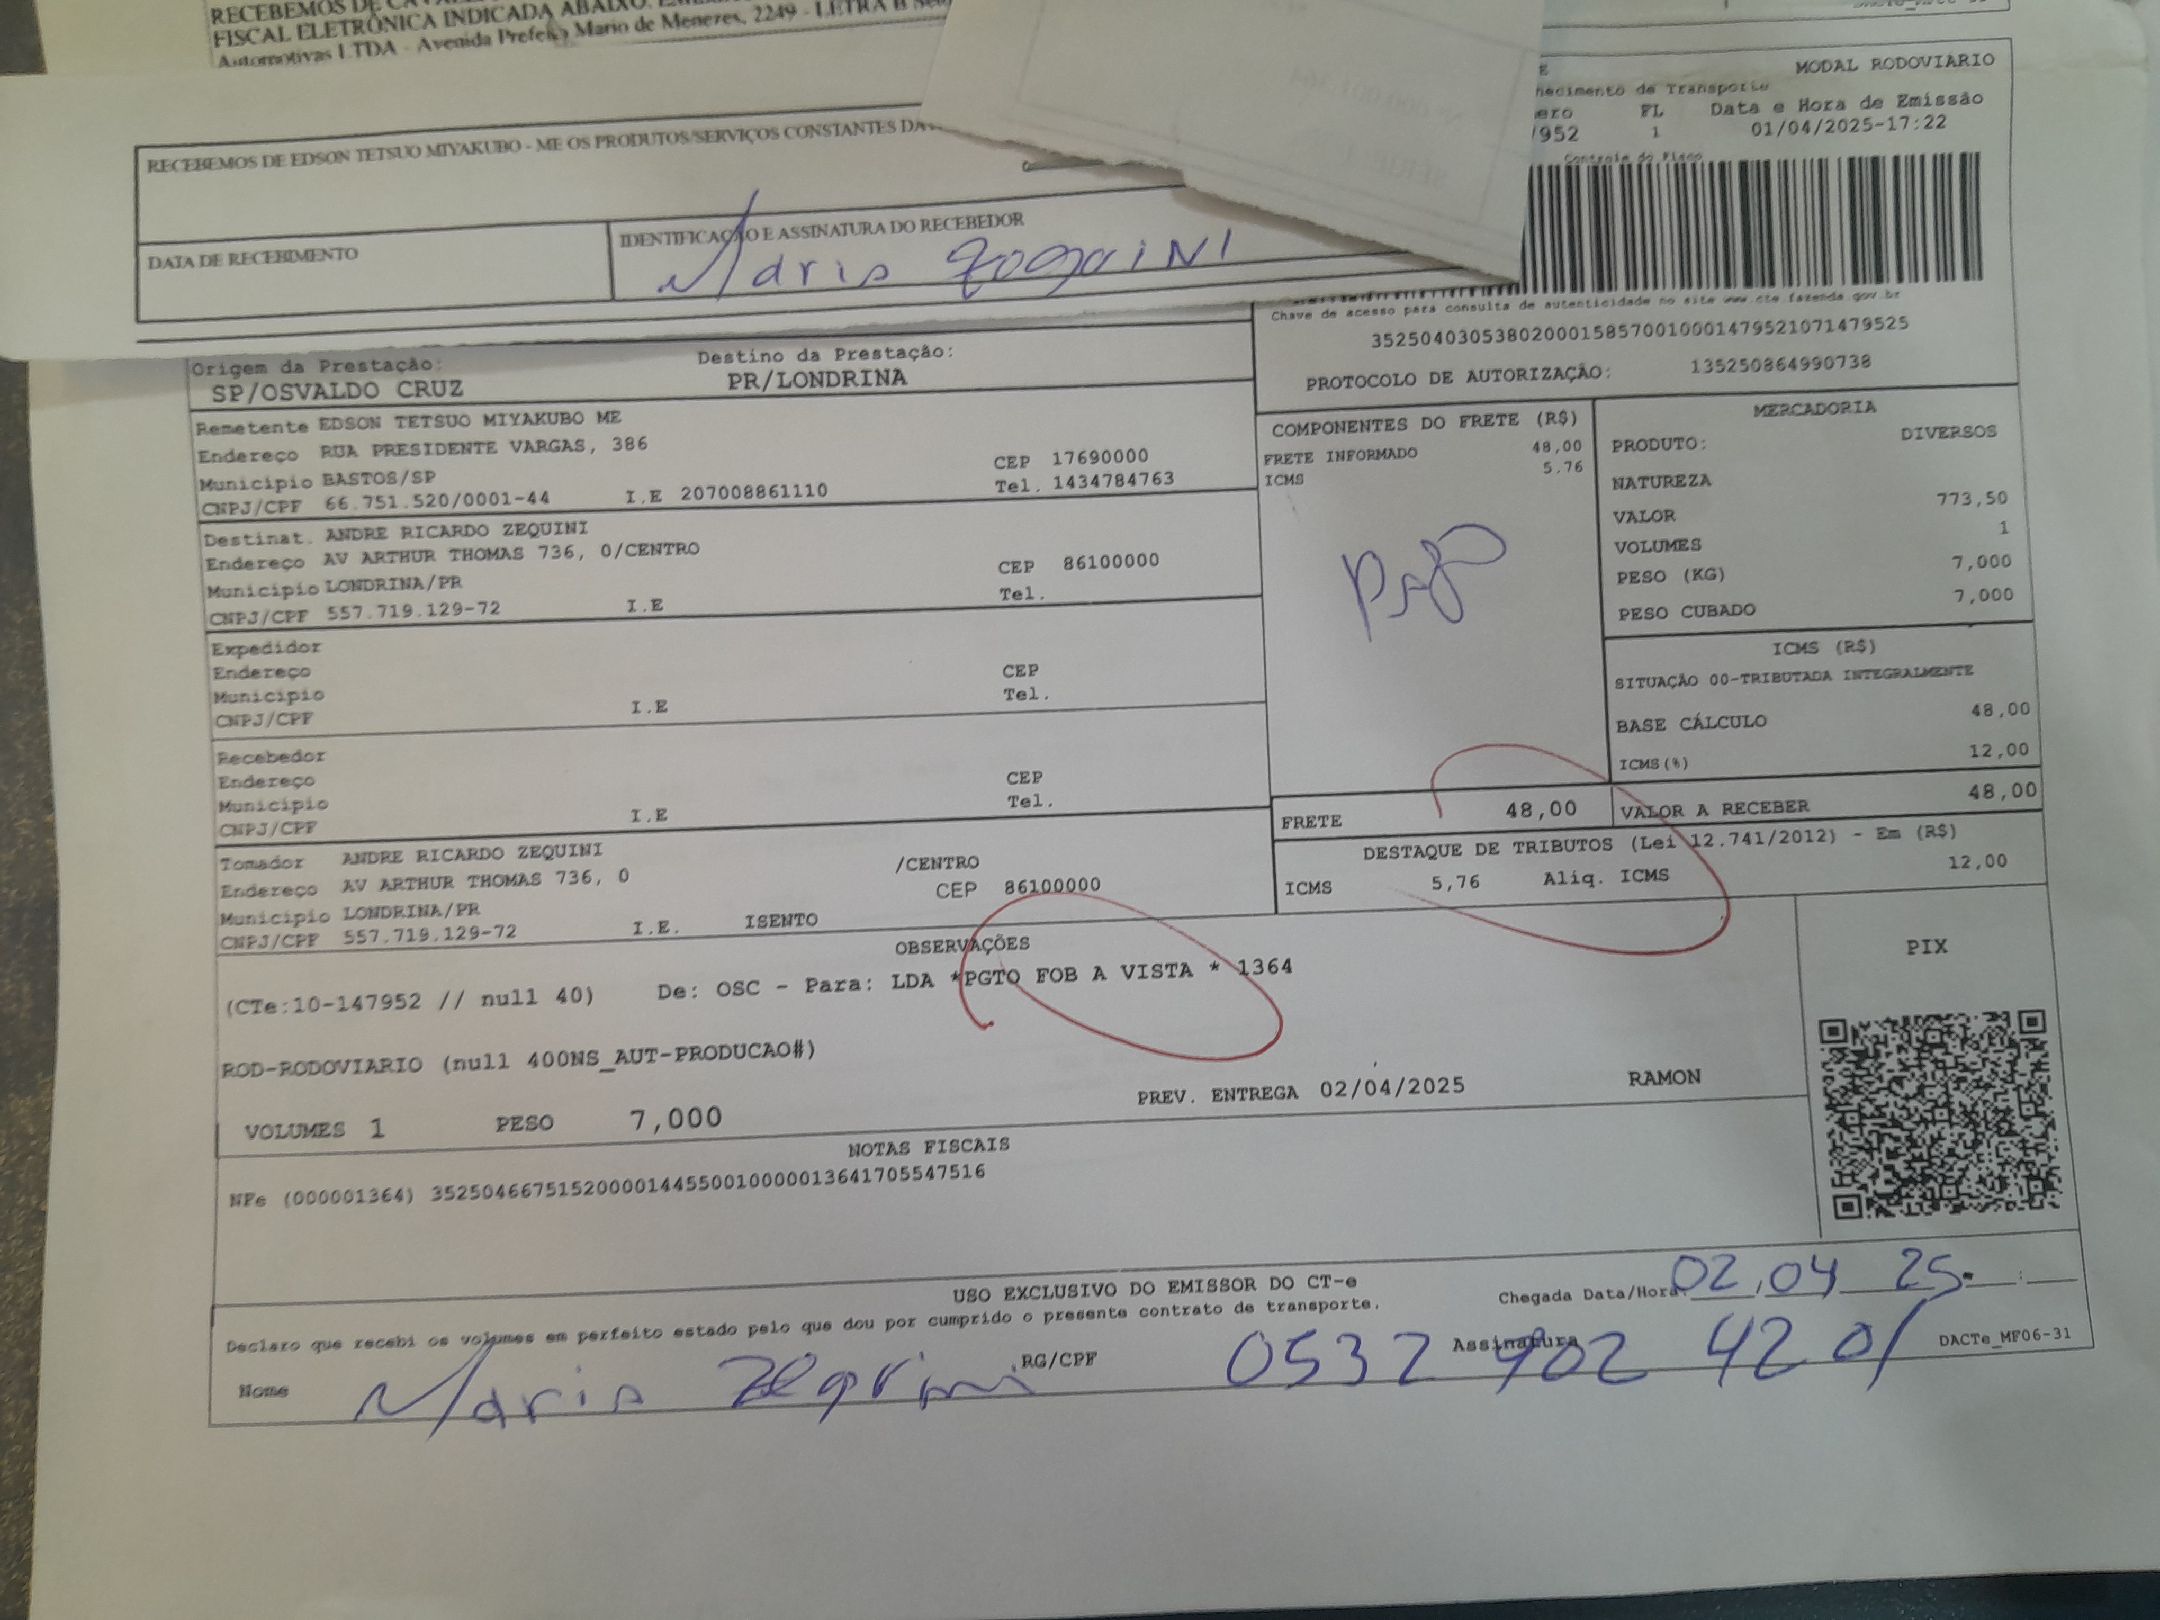 FISCAL ELETRÔNICA INDICADA ABAIXO.
Automotivas LTDA - Avenida Prefeito Mario de Meneres, 2249 - LETRA B
RECEBEMOS DE EDSON TETSUO MIYAKUBO - ME OS PRODUTOS/SERVIÇOS CONSTANTES
DATA DE RECEBIMENTO
IDENTIFICAÇÃO E ASSINATURA DO RECEBEDOR
MODAL RODOVIÁRIO
de Transporte
FL Data e Hora de Emissão
952 1 01/04/2025-17:22
Controle do Fisco
Chave de acesso para consulta de autenticidade no site www.cte.fazenda.gov.br
35250403053802000158570010001479521071479525
PROTOCOLO DE AUTORIZAÇÃO: 135250864990738
Origem da Prestação: Destino da Prestação:
SP/OSVALDO CRUZ PR/LONDRINA
Remetente EDSON TETSUO MIYAKUBO ME
Endereço RUA PRESIDENTE VARGAS, 386
CEP 17690000
Município BASTOS/SP Tel. 1434784763
CNPJ/CPF 66.751.520/0001-44 I.E 207008861110
Destinat. ANDRE RICARDO ZEQUINI
Endereço AV ARTHUR THOMAS 736, 0/CENTRO
CEP 86100000
Município LONDRINA/PR Tel.
CNPJ/CPF 557.719.129-72 I.E
Expedidor
Endereço CEP
Município Tel.
CNPJ/CPF I.E
Recebedor
Endereço CEP
Município Tel.
CNPJ/CPF I.E
Tomador ANDRE RICARDO ZEQUINI
Endereço AV ARTHUR THOMAS 736, 0 /CENTRO
CEP 86100000
Município LONDRINA/PR
CNPJ/CPF 557.719.129-72 I.E. ISENTO
COMPONENTES DO FRETE (R$)
FRETE INFORMADO 48,00
ICMS 5.76
MERCADORIA
PRODUTO: DIVERSOS
NATUREZA
VALOR 773,50
VOLUMES 1
PESO (KG) 7,000
PESO CUBADO 7,000
ICMS (R$)
SITUAÇÃO 00-TRIBUTADA INTEGRALMENTE
BASE CÁLCULO 48,00
ICMS(%) 12,00
FRETE 48,00 VALOR A RECEBER 48,00
DESTAQUE DE TRIBUTOS (Lei 12.741/2012) - Em (R$)
ICMS 5,76 Aliq. ICMS 12,00
OBSERVAÇÕES
(CTe:10-147952 // null 40) De: OSC - Para: LDA *PGTO FOB A VISTA * 1364
ROD-RODOVIARIO (null 400NS_AUT-PRODUCAO#)
PREV. ENTREGA 02/04/2025 RAMON
VOLUMES 1 PESO 7,000
PIX
NOTAS FISCAIS
NFe (000001364) 35250466751520000144550010000013641705547516
USO EXCLUSIVO DO EMISSOR DO CT-e
Declaro que recebi os volumes em perfeito estado pelo que dou por cumprido o presente contrato de transporte.
Chegada Data/Hora: 02,04 25
Nome Maris Zequini RG/CPF Assinatura DACTe_MF06-31